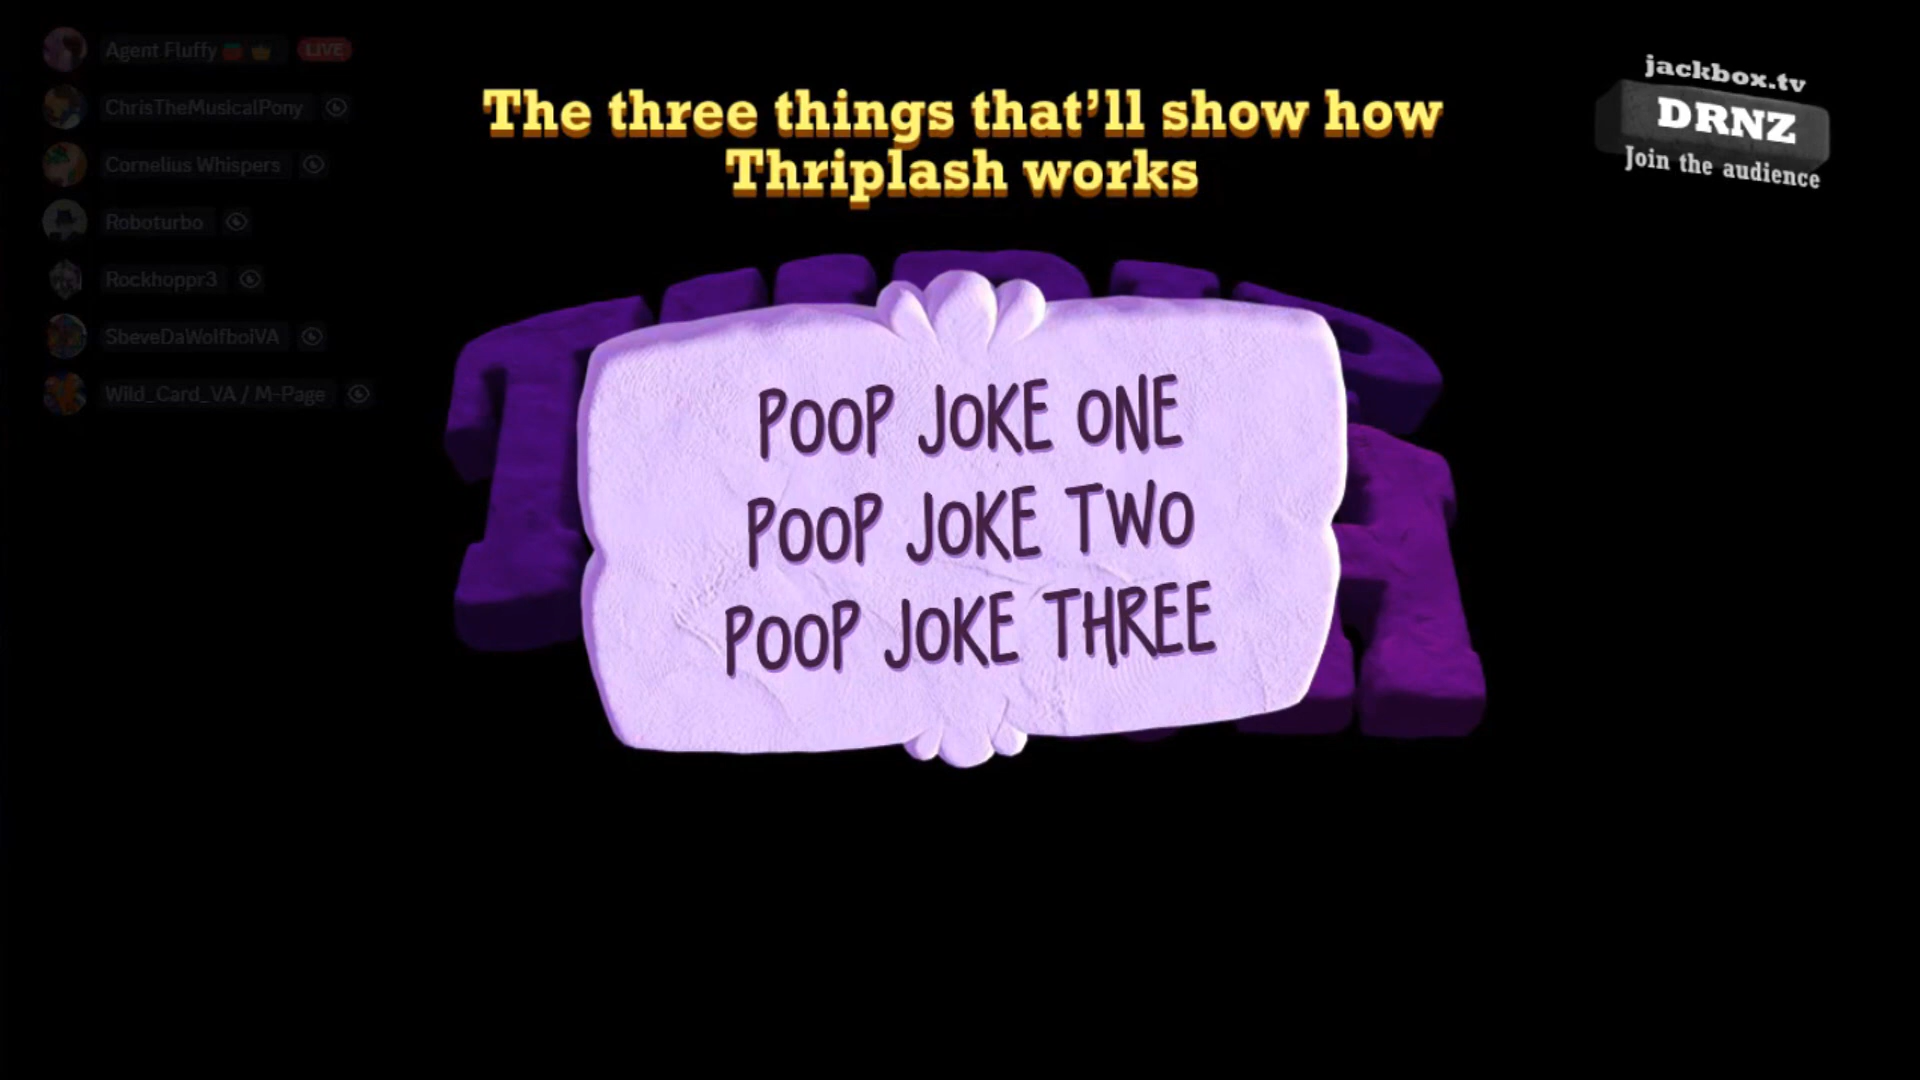 Agent Fluffy
LIVE
ChrisTheMusicalPony
Cornelius Whispers
Roboturbo
Rockhoppr3
SbeveDaWolfboiVA
Wild_Card_VA / M-Page
The three things that’ll show how
Thriplash works
jackbox.tv
DRNZ
Join the audience
POOP JOKE ONE
POOP JOKE TWO
POOP JOKE THREE